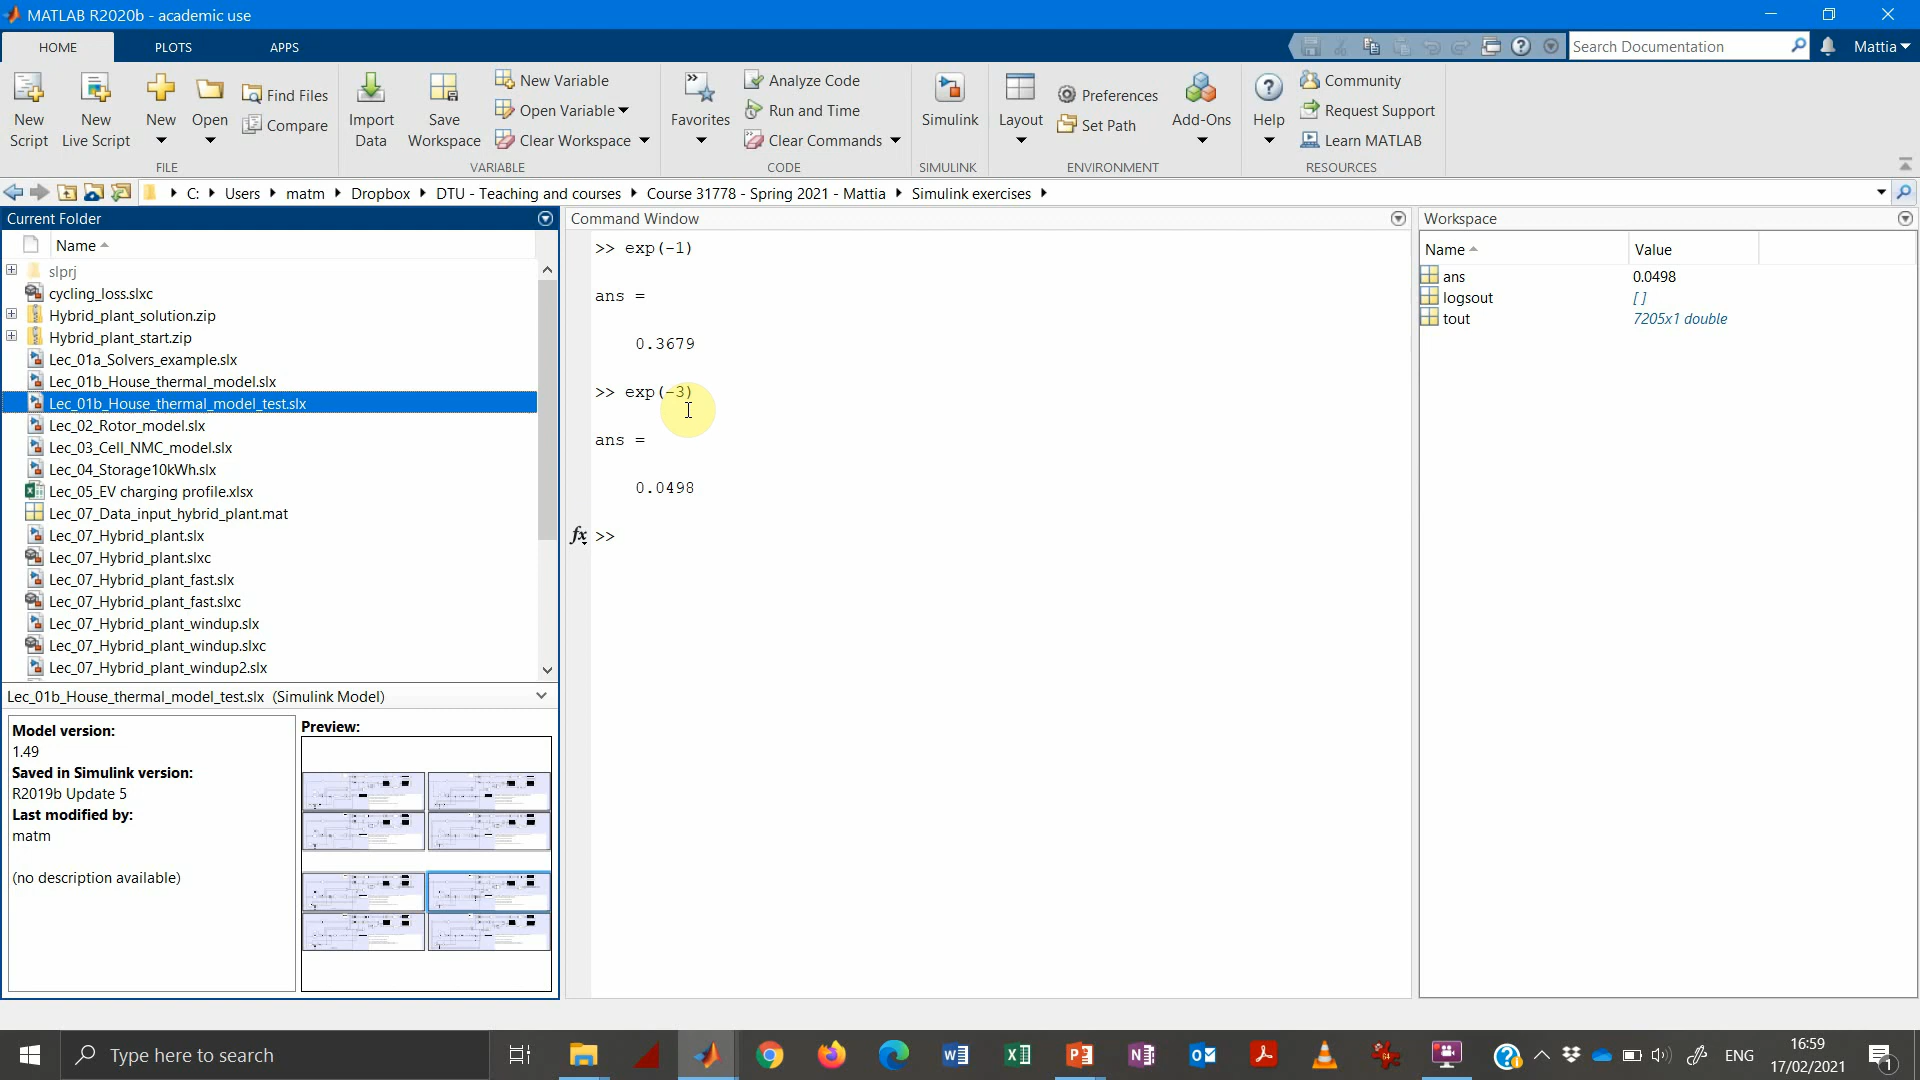 MATLAB R2020b - academic use
HOME PLOTS APPS
Search Documentation
Mattia
New Script
New Live Script
New
Open
Find Files
Compare
FILE
Import Data
Save Workspace
New Variable
Open Variable
Clear Workspace
VARIABLE
Favorites
Analyze Code
Run and Time
Clear Commands
CODE
Simulink
SIMULINK
Layout
Preferences
Set Path
Add-Ons
ENVIRONMENT
Help
Community
Request Support
Learn MATLAB
RESOURCES
C: Users matm Dropbox DTU - Teaching and courses Course 31778 - Spring 2021 - Mattia Simulink exercises
Current Folder
Name
slprj
cycling_loss.slxc
Hybrid_plant_solution.zip
Hybrid_plant_start.zip
Lec_01a_Solvers_example.slx
Lec_01b_House_thermal_model.slx
Lec_01b_House_thermal_model_test.slx
Lec_02_Rotor_model.slx
Lec_03_Cell_NMC_model.slx
Lec_04_Storage10kWh.slx
Lec_05_EV charging profile.xlsx
Lec_07_Data_input_hybrid_plant.mat
Lec_07_Hybrid_plant.slx
Lec_07_Hybrid_plant.slxc
Lec_07_Hybrid_plant_fast.slx
Lec_07_Hybrid_plant_fast.slxc
Lec_07_Hybrid_plant_windup.slx
Lec_07_Hybrid_plant_windup.slxc
Lec_07_Hybrid_plant_windup2.slx
Lec_01b_House_thermal_model_test.slx (Simulink Model)
Model version:
1.49
Saved in Simulink version:
R2019b Update 5
Last modified by:
matm
(no description available)
Preview:
Command Window
>> exp(-1)
ans =
0.3679
>> exp(-3)
ans =
0.0498
fx >>
Workspace
Name Value
ans 0.0498
logsout []
tout 7205x1 double
Type here to search
ENG
16:59
17/02/2021
1